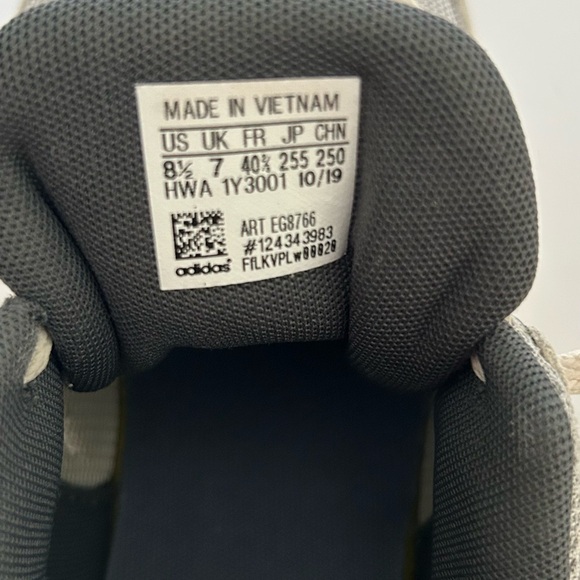 MADE IN VIETNAM
US UK FR JP CHN
8½ 7 40⅔ 255 250
HWA 1Y3001 10/19
ART EG8766
#124343983
adidas